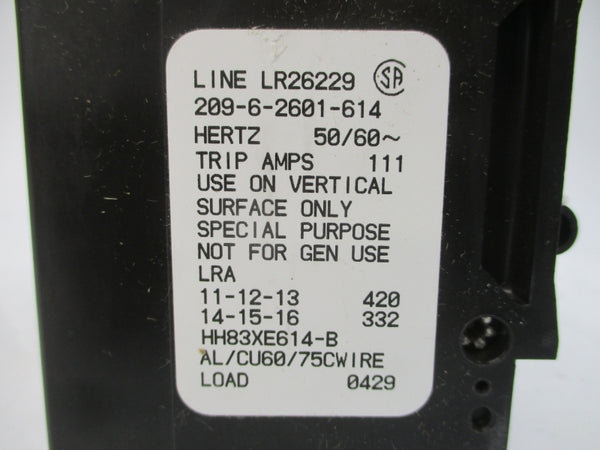 LINE LR26229 SA
209-6-2601-614
HERTZ 50/60~
TRIP AMPS 111
USE ON VERTICAL
SURFACE ONLY
SPECIAL PURPOSE
NOT FOR GEN USE
LRA
11-12-13 420
14-15-16 332
HH83XE614-B
AL/CU60/75CWIRE
LOAD 0429